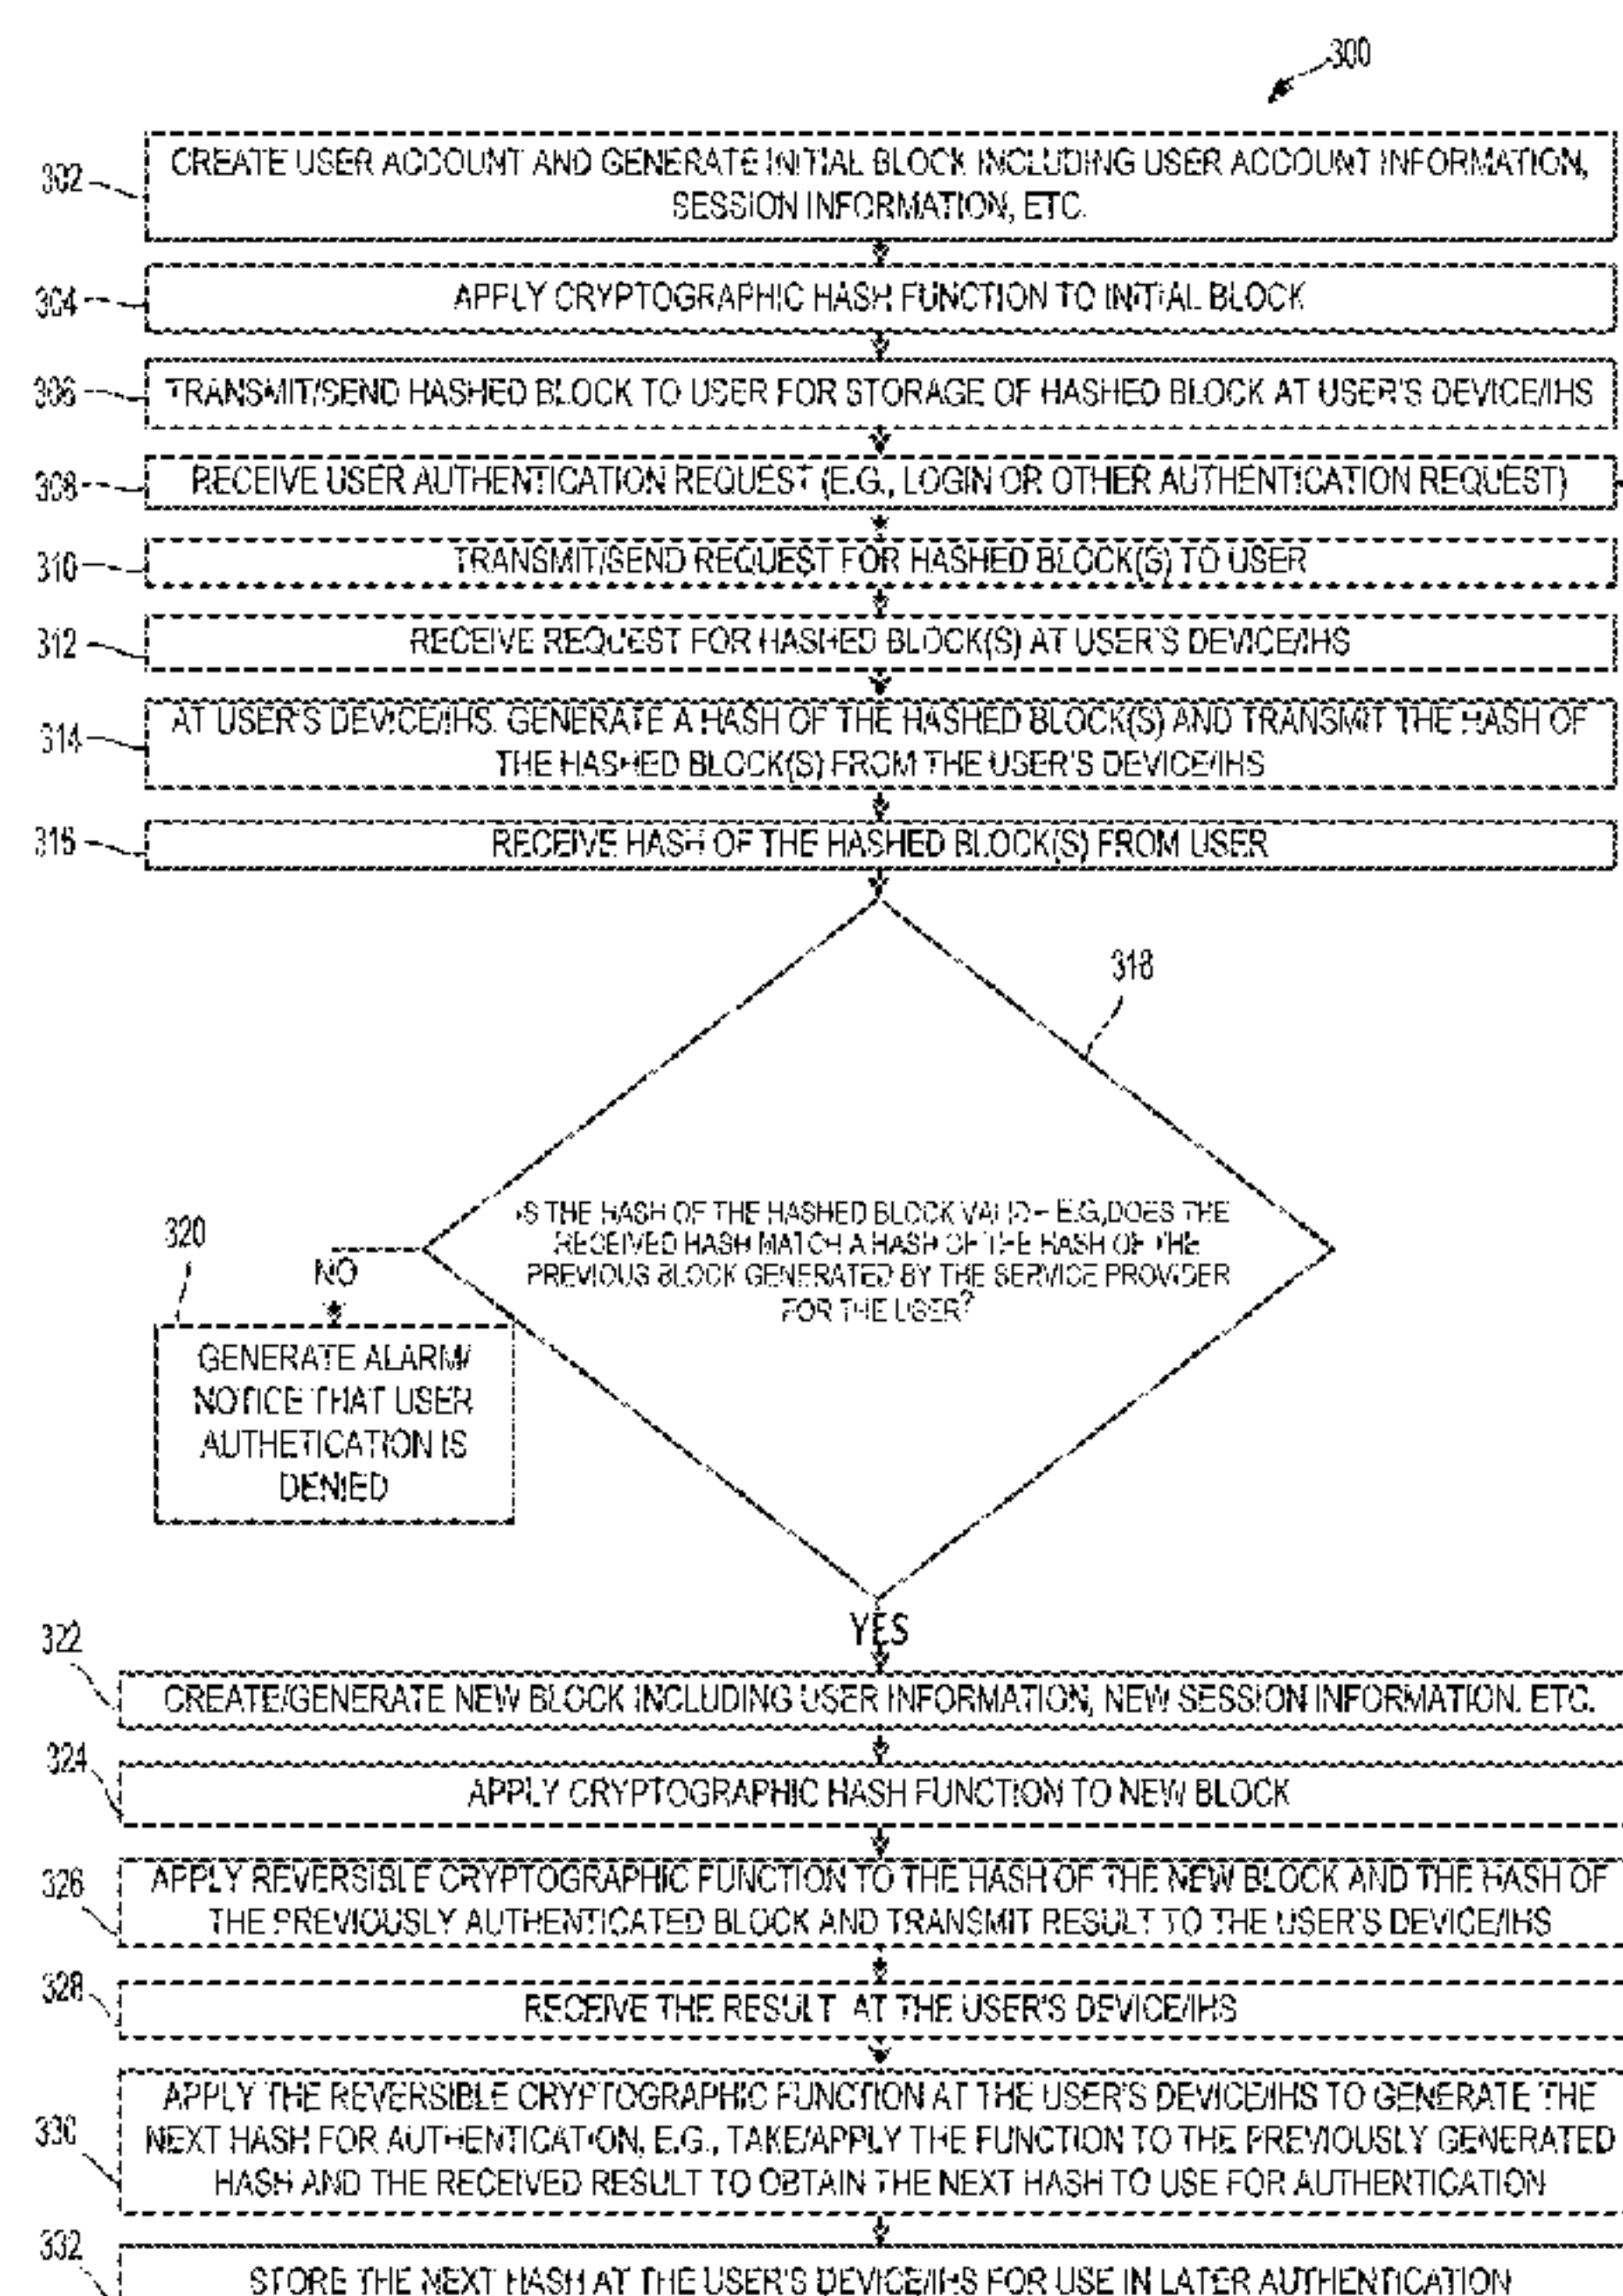 300
302
CREATE USER ACCOUNT AND GENERATE INITIAL BLOCK INCLUDING USER ACCOUNT INFORMATION,
SESSION INFORMATION, ETC.
304
APPLY CRYPTOGRAPHIC HASH FUNCTION TO INITIAL BLOCK
306
TRANSMIT/SEND HASHED BLOCK TO USER FOR STORAGE OF HASHED BLOCK AT USER'S DEVICE/IHS
308
RECEIVE USER AUTHENTICATION REQUEST (E.G., LOGIN OR OTHER AUTHENTICATION REQUEST)
310
TRANSMIT/SEND REQUEST FOR HASHED BLOCK(S) TO USER
312
RECEIVE REQUEST FOR HASHED BLOCK(S) AT USER'S DEVICE/IHS
314
AT USER'S DEVICE/IHS, GENERATE A HASH OF THE HASHED BLOCK(S) AND TRANSMIT THE HASH OF
THE HASHED BLOCK(S) FROM THE USER'S DEVICE/IHS
316
RECEIVE HASH OF THE HASHED BLOCK(S) FROM USER
318
IS THE HASH OF THE HASHED BLOCK VALID – E.G., DOES THE
RECEIVED HASH MATCH A HASH OF THE HASH OF THE
PREVIOUS BLOCK GENERATED BY THE SERVICE PROVIDER
FOR THE USER?
320
NO
GENERATE ALARM/
NOTICE THAT USER
AUTHETICATION IS
DENIED
YES
322
CREATE/GENERATE NEW BLOCK INCLUDING USER INFORMATION, NEW SESSION INFORMATION, ETC.
324
APPLY CRYPTOGRAPHIC HASH FUNCTION TO NEW BLOCK
326
APPLY REVERSIBLE CRYPTOGRAPHIC FUNCTION TO THE HASH OF THE NEW BLOCK AND THE HASH OF
THE PREVIOUSLY AUTHENTICATED BLOCK AND TRANSMIT RESULT TO THE USER'S DEVICE/IHS
328
RECEIVE THE RESULT AT THE USER'S DEVICE/IHS
330
APPLY THE REVERSIBLE CRYPTOGRAPHIC FUNCTION AT THE USER'S DEVICE/IHS TO GENERATE THE
NEXT HASH FOR AUTHENTICATION, E.G., TAKE/APPLY THE FUNCTION TO THE PREVIOUSLY GENERATED
HASH AND THE RECEIVED RESULT TO OBTAIN THE NEXT HASH TO USE FOR AUTHENTICATION
332
STORE THE NEXT HASH AT THE USER'S DEVICE/IHS FOR USE IN LATER AUTHENTICATION